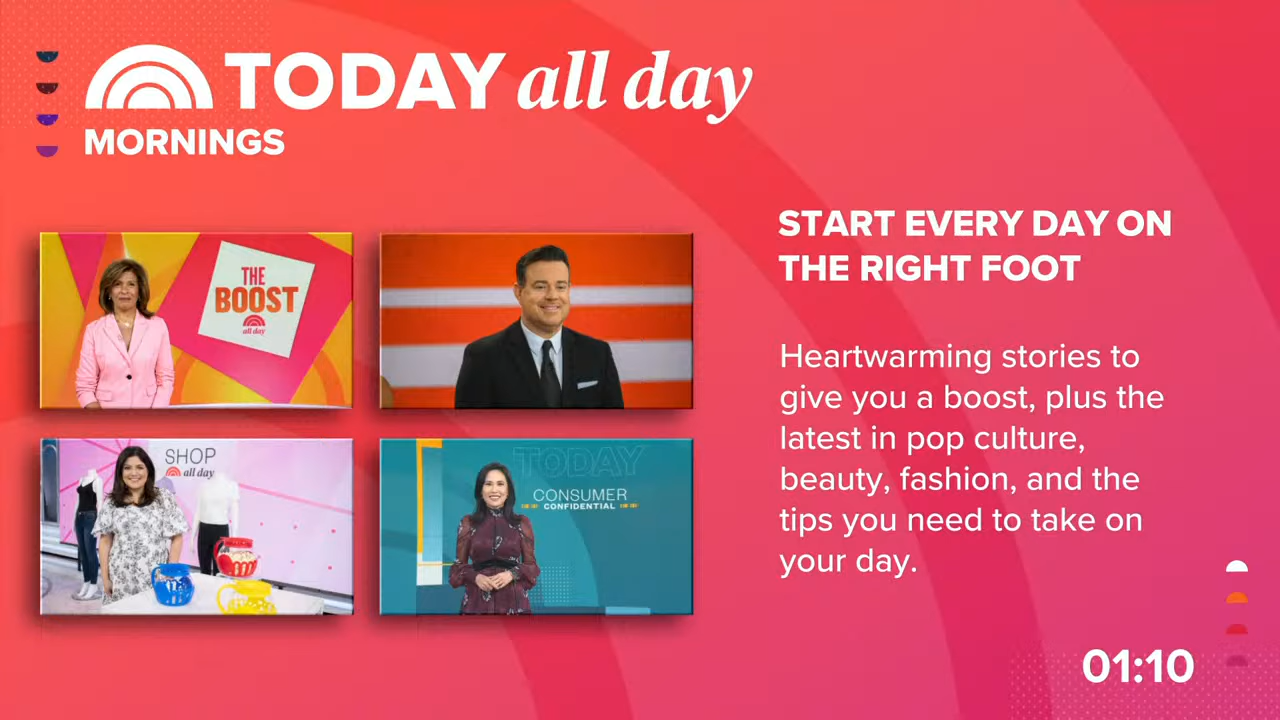 TODAY all day
MORNINGS
START EVERY DAY ON
THE RIGHT FOOT
Heartwarming stories to
give you a boost, plus the
latest in pop culture,
beauty, fashion, and the
tips you need to take on
your day.
THE
BOOST
all day
SHOP
all day
TODAY
CONSUMER
CONFIDENTIAL
01:10